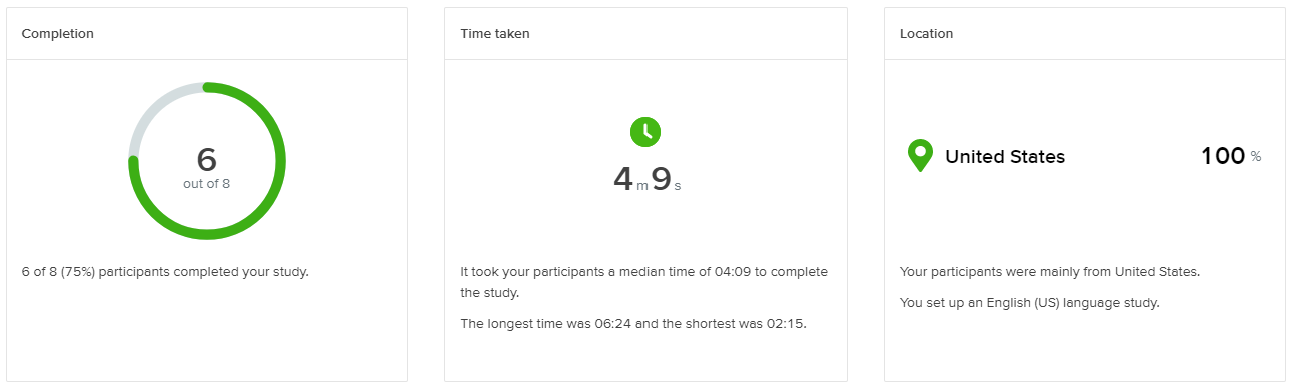 Completion
6
out of 8
6 of 8 (75%) participants completed your study.
Time taken
4 m 9 s
It took your participants a median time of 04:09 to complete
the study.
The longest time was 06:24 and the shortest was 02:15.
Location
United States 100 %
Your participants were mainly from United States.
You set up an English (US) language study.